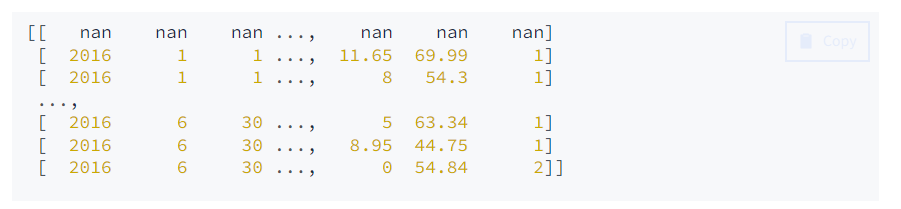 [[   nan    nan    nan ...,    nan    nan    nan]
Copy
[  2016      1      1 ...,  11.65  69.99      1]
[  2016      1      1 ...,      8   54.3      1]
...,
[  2016      6     30 ...,      5  63.34      1]
[  2016      6     30 ...,   8.95  44.75      1]
[  2016      6     30 ...,      0  54.84      2]]